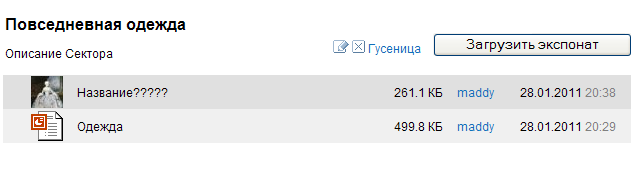 Повседневная одежда
Описание Сектора
Гусеница
Загрузить экспонат
Название????? 261.1 КБ maddy 28.01.2011 20:38
Одежда 499.8 КБ maddy 28.01.2011 20:29